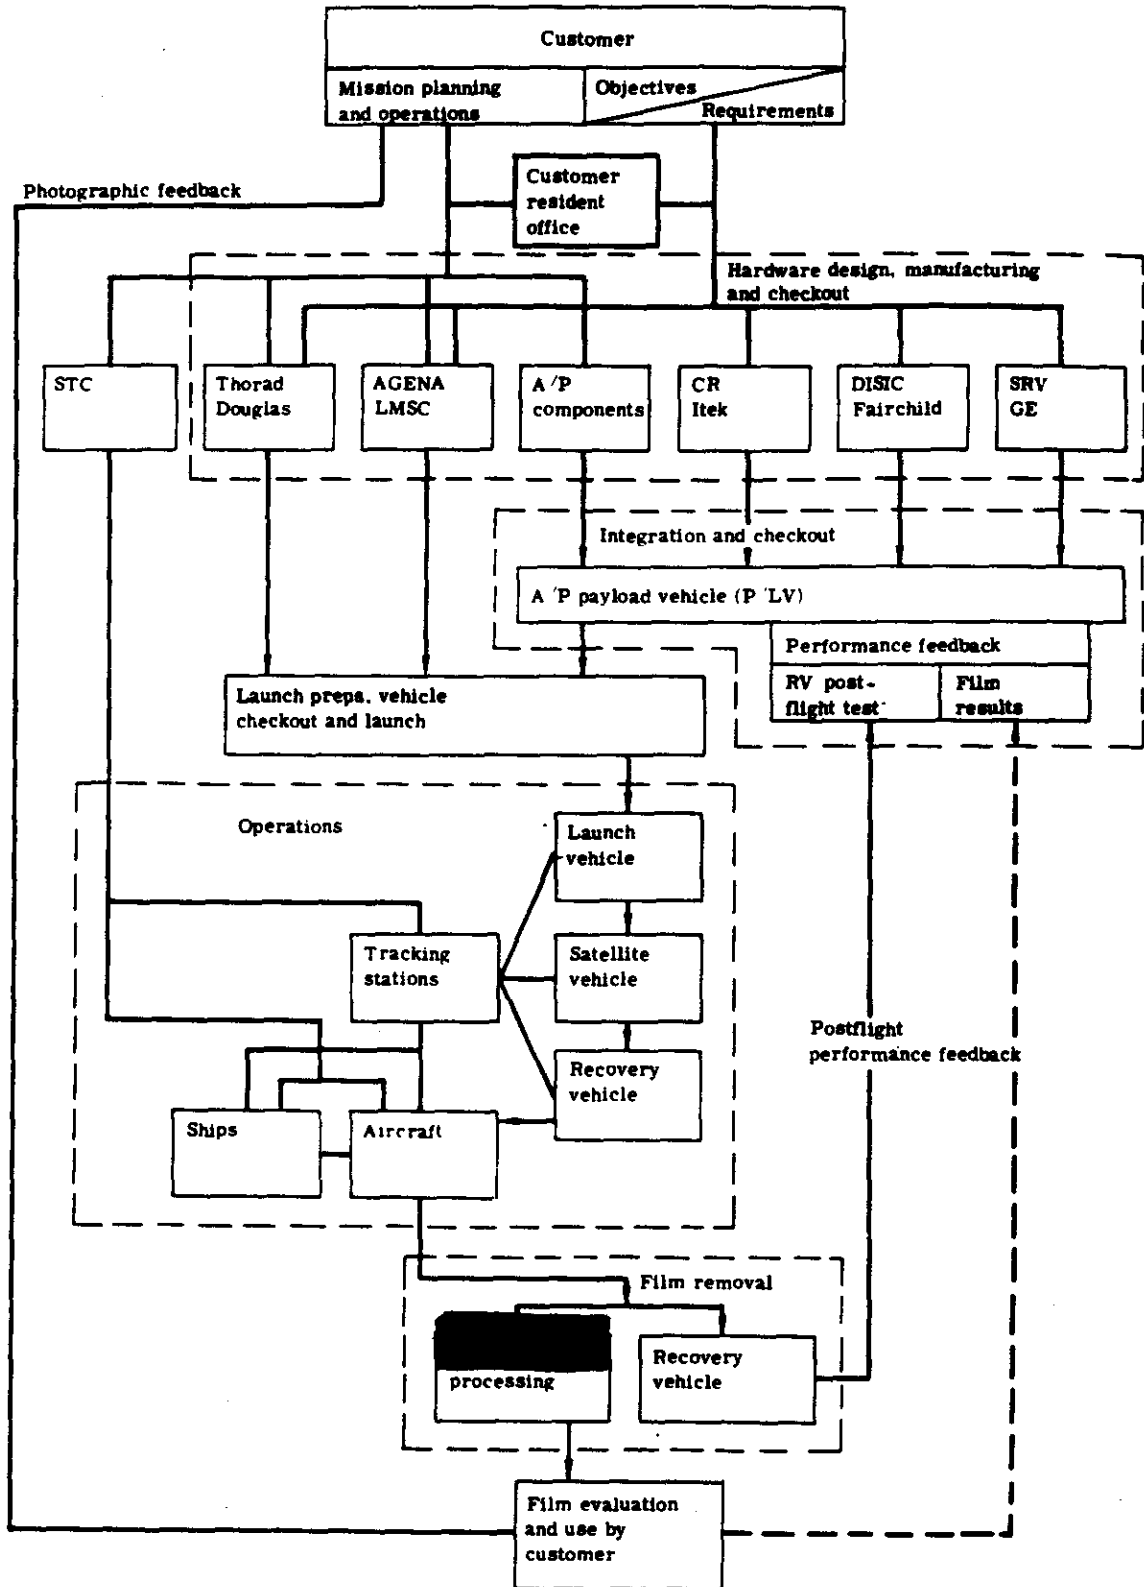 Customer
Mission planning
and operations
Objectives
Requirements
Customer
resident
office
Photographic feedback
Hardware design, manufacturing
and checkout
STC
Thorad
Douglas
AGENA
LMSC
A/P
components
CR
Itek
DISIC
Fairchild
SRV
GE
Integration and checkout
A/P payload vehicle (P/LV)
Performance feedback
RV post-
flight test
Film
results
Launch preps, vehicle
checkout and launch
Operations
Launch
vehicle
Tracking
stations
Satellite
vehicle
Postflight
performance feedback
Recovery
vehicle
Ships
Aircraft
Film removal
processing
Recovery
vehicle
Film evaluation
and use by
customer